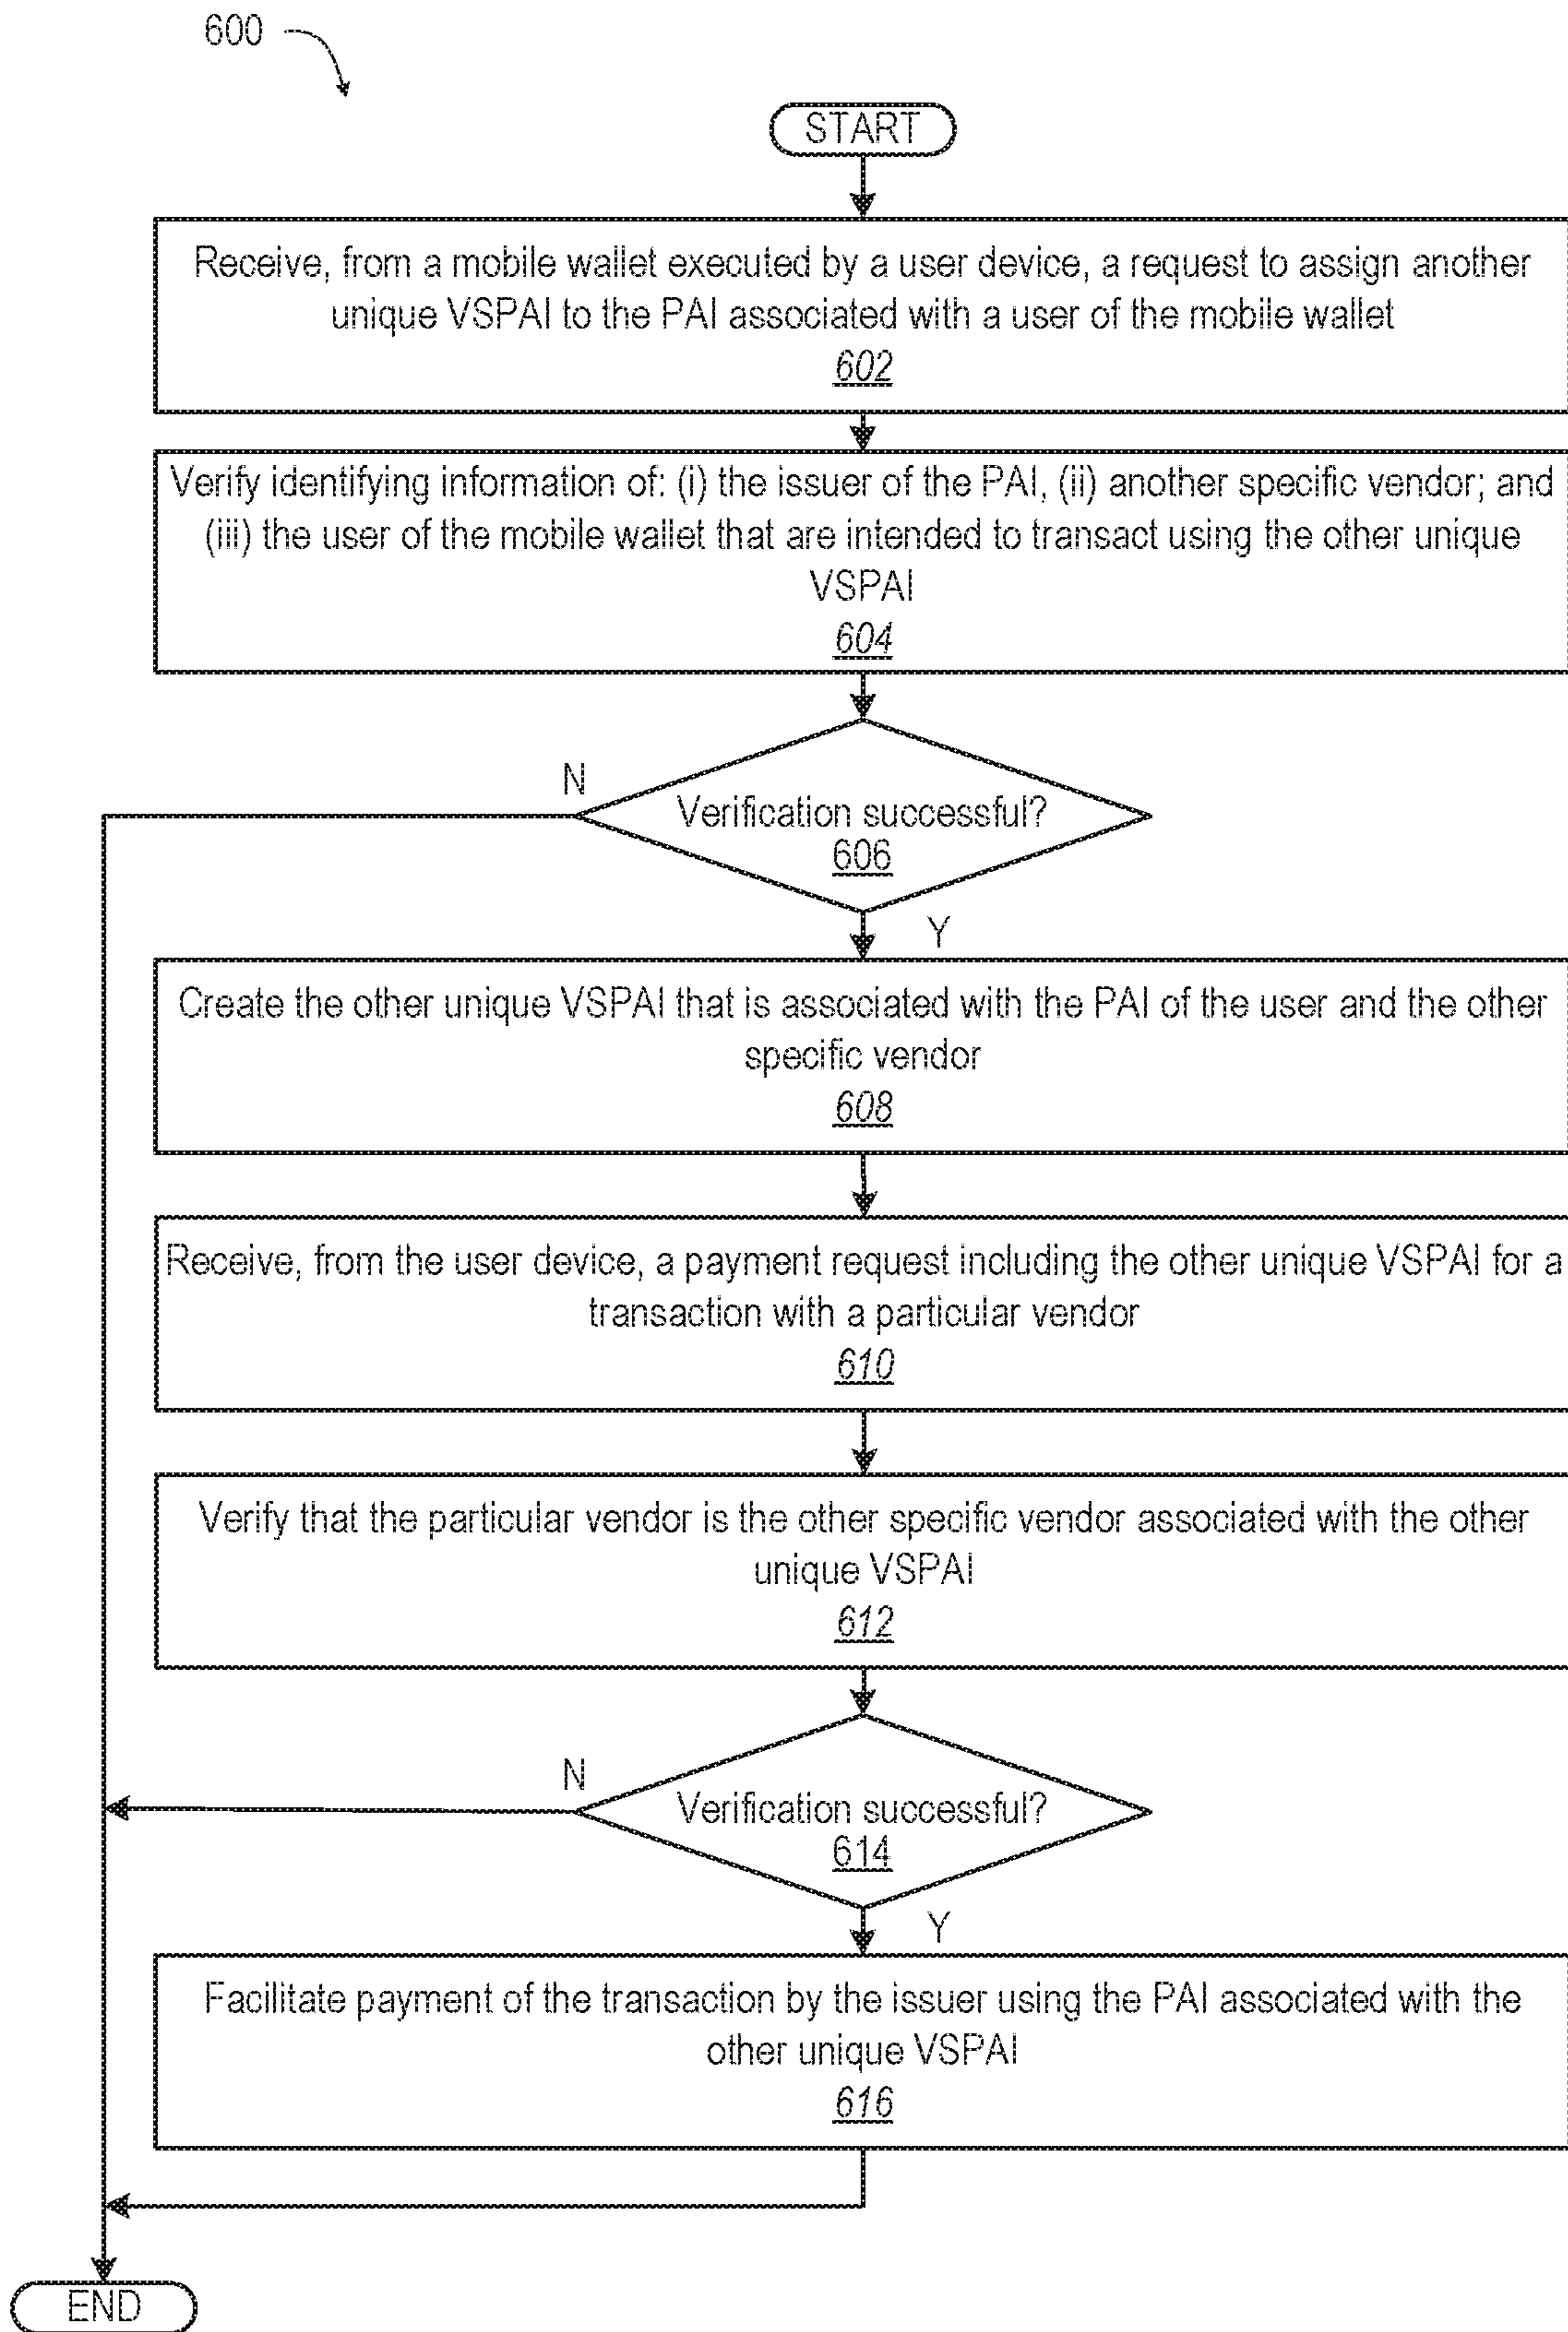 600
START
Receive, from a mobile wallet executed by a user device, a request to assign another
unique VSPAI to the PAI associated with a user of the mobile wallet
602
Verify identifying information of: (i) the issuer of the PAI, (ii) another specific vendor; and
(iii) the user of the mobile wallet that are intended to transact using the other unique
VSPAI
604
N
Verification successful?
606
Y
Create the other unique VSPAI that is associated with the PAI of the user and the other
specific vendor
608
Receive, from the user device, a payment request including the other unique VSPAI for a
transaction with a particular vendor
610
Verify that the particular vendor is the other specific vendor associated with the other
unique VSPAI
612
N
Verification successful?
614
Y
Facilitate payment of the transaction by the issuer using the PAI associated with the
other unique VSPAI
616
END